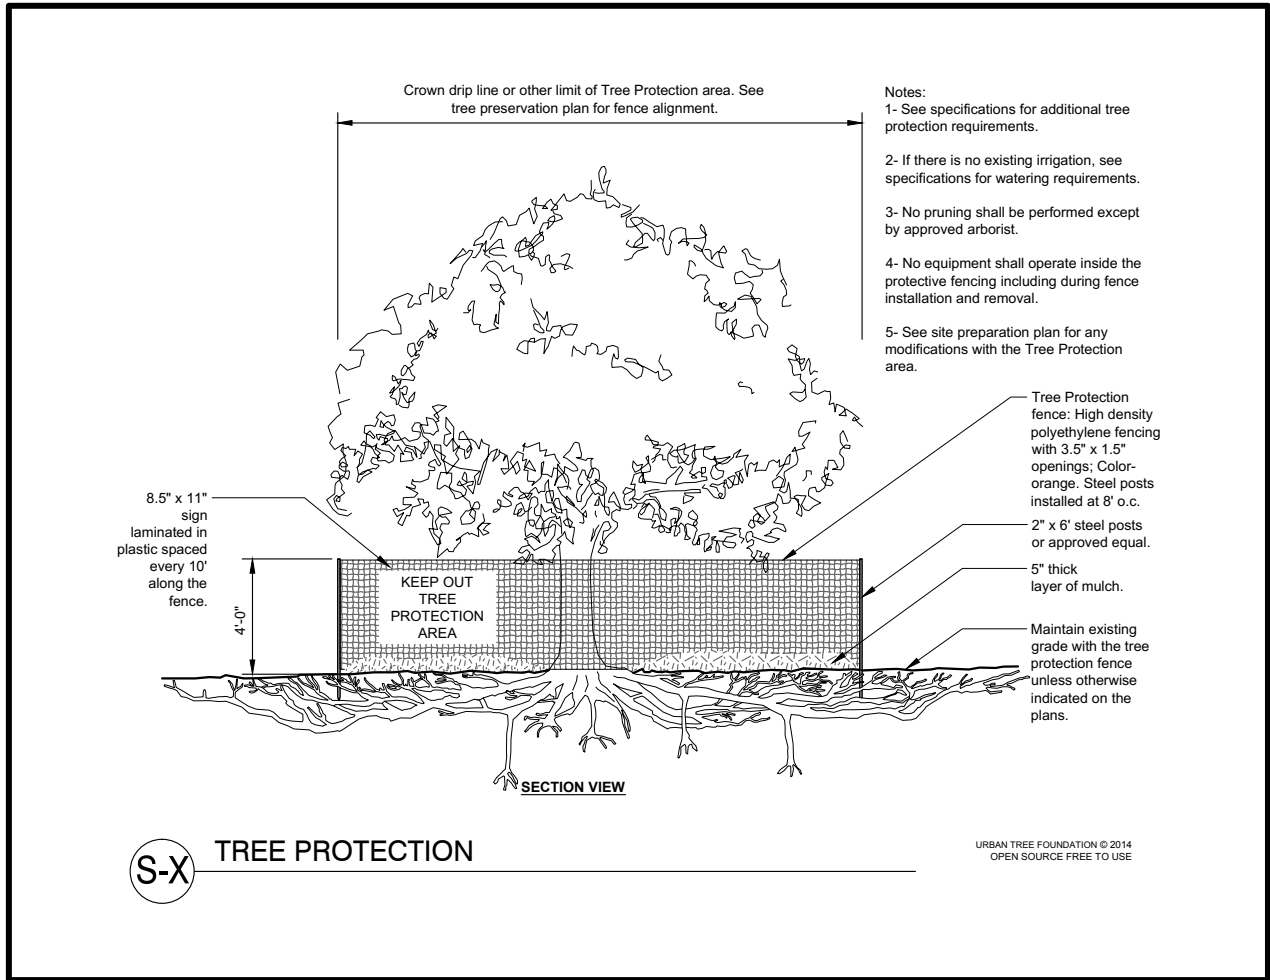 Crown drip line or other limit of Tree Protection area. See
tree preservation plan for fence alignment.
Notes:
1- See specifications for additional tree
protection requirements.
2- If there is no existing irrigation, see
specifications for watering requirements.
3- No pruning shall be performed except
by approved arborist.
4- No equipment shall operate inside the
protective fencing including during fence
installation and removal.
5- See site preparation plan for any
modifications with the Tree Protection
area.
Tree Protection
fence: High density
polyethylene fencing
with 3.5" x 1.5"
openings; Color-
orange. Steel posts
installed at 8' o.c.
2" x 6' steel posts
or approved equal.
5" thick
layer of mulch.
Maintain existing
grade with the tree
protection fence
unless otherwise
indicated on the
plans.
8.5" x 11"
sign
laminated in
plastic spaced
every 10'
along the
fence.
4'-0"
KEEP OUT
TREE
PROTECTION
AREA
SECTION VIEW
S-X
TREE PROTECTION
URBAN TREE FOUNDATION © 2014
OPEN SOURCE FREE TO USE